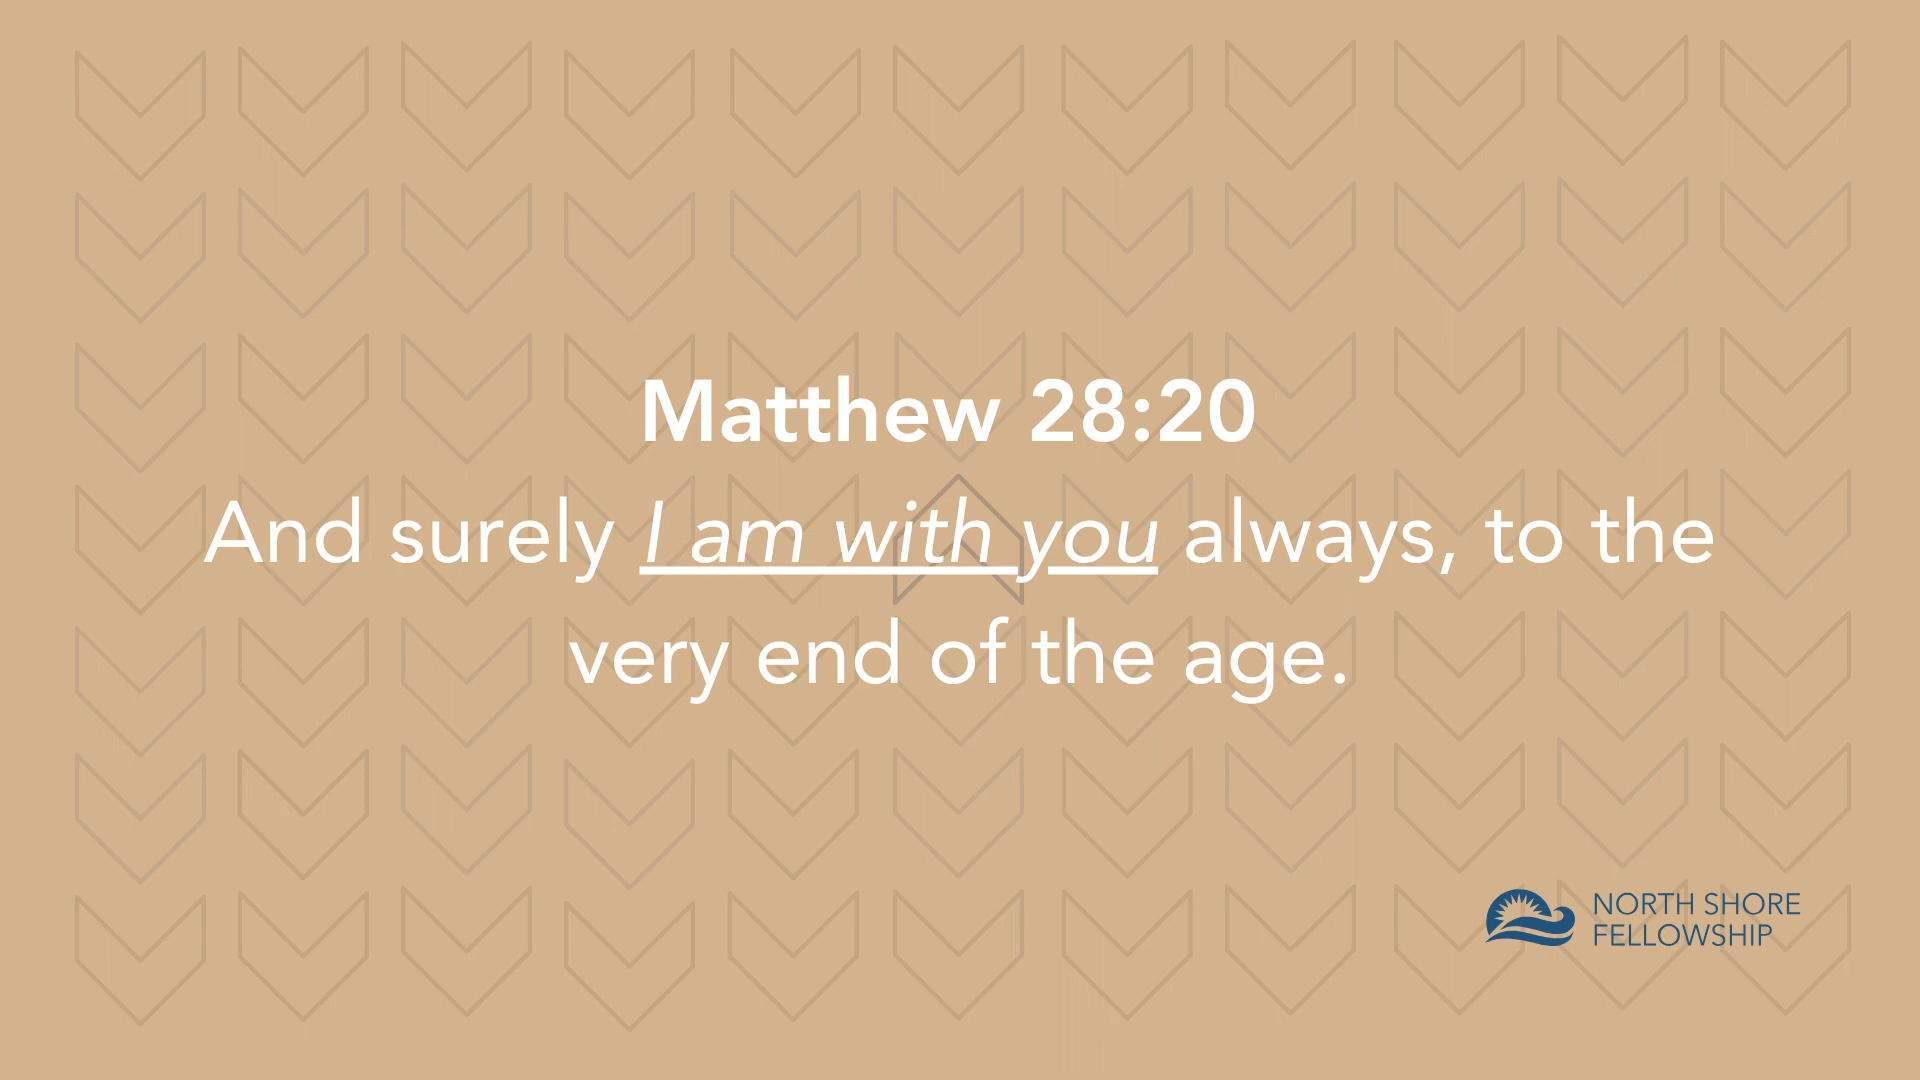 Matthew 28:20
And surely I am with you always, to the
very end of the age.
NORTH SHORE
FELLOWSHIP